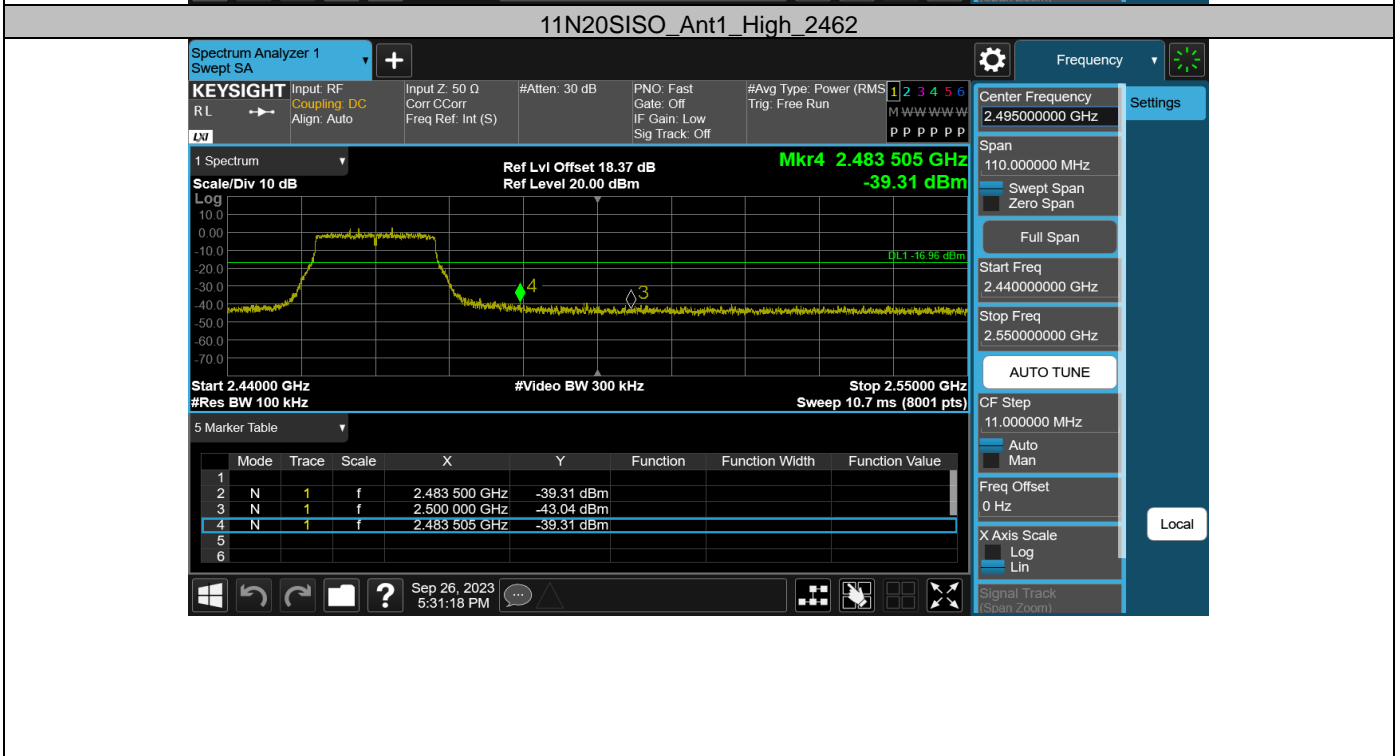 (Span Zoom)
11N20SISO_Ant1_High_2462
Spectrum Analyzer 1
Swept SA
Frequency
KEYSIGHT
RL
LXI
Input: RF
Coupling: DC
Align: Auto
Input Z: 50 Ω
Corr CCorr
Freq Ref: Int (S)
#Atten: 30 dB
PNO: Fast
Gate: Off
IF Gain: Low
Sig Track: Off
#Avg Type: Power (RMS
Trig: Free Run
1 2 3 4 5 6
M W W W W W
P P P P P P
1 Spectrum
Scale/Div 10 dB
Ref Lvl Offset 18.37 dB
Ref Level 20.00 dBm
Mkr4 2.483 505 GHz
-39.31 dBm
Log
10.0
0.00
-10.0
-20.0
-30.0
-40.0
-50.0
-60.0
-70.0
DL1 -16.96 dBm
4
3
Start 2.44000 GHz
#Res BW 100 kHz
#Video BW 300 kHz
Stop 2.55000 GHz
Sweep 10.7 ms (8001 pts)
5 Marker Table
Mode Trace Scale X Y Function Function Width Function Value
1
2 N 1 f 2.483 500 GHz -39.31 dBm
3 N 1 f 2.500 000 GHz -43.04 dBm
4 N 1 f 2.483 505 GHz -39.31 dBm
5
6
Sep 26, 2023
5:31:18 PM
Center Frequency
2.495000000 GHz
Span
110.000000 MHz
Swept Span
Zero Span
Full Span
Start Freq
2.440000000 GHz
Stop Freq
2.550000000 GHz
AUTO TUNE
CF Step
11.000000 MHz
Auto
Man
Freq Offset
0 Hz
X Axis Scale
Log
Lin
Signal Track
(Span Zoom)
Settings
Local